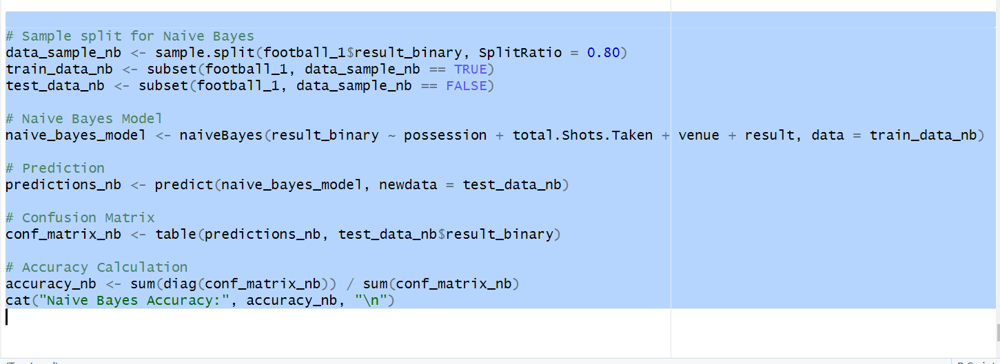 # Sample split for Naive Bayes
data_sample_nb <- sample.split(football_1$result_binary, SplitRatio = 0.80)
train_data_nb <- subset(football_1, data_sample_nb == TRUE)
test_data_nb <- subset(football_1, data_sample_nb == FALSE)
# Naive Bayes Model
naive_bayes_model <- naiveBayes(result_binary ~ possession + total.Shots.Taken + venue + result, data = train_data_nb)
# Prediction
predictions_nb <- predict(naive_bayes_model, newdata = test_data_nb)
# Confusion Matrix
conf_matrix_nb <- table(predictions_nb, test_data_nb$result_binary)
# Accuracy Calculation
accuracy_nb <- sum(diag(conf_matrix_nb)) / sum(conf_matrix_nb)
cat("Naive Bayes Accuracy:", accuracy_nb, "\n")